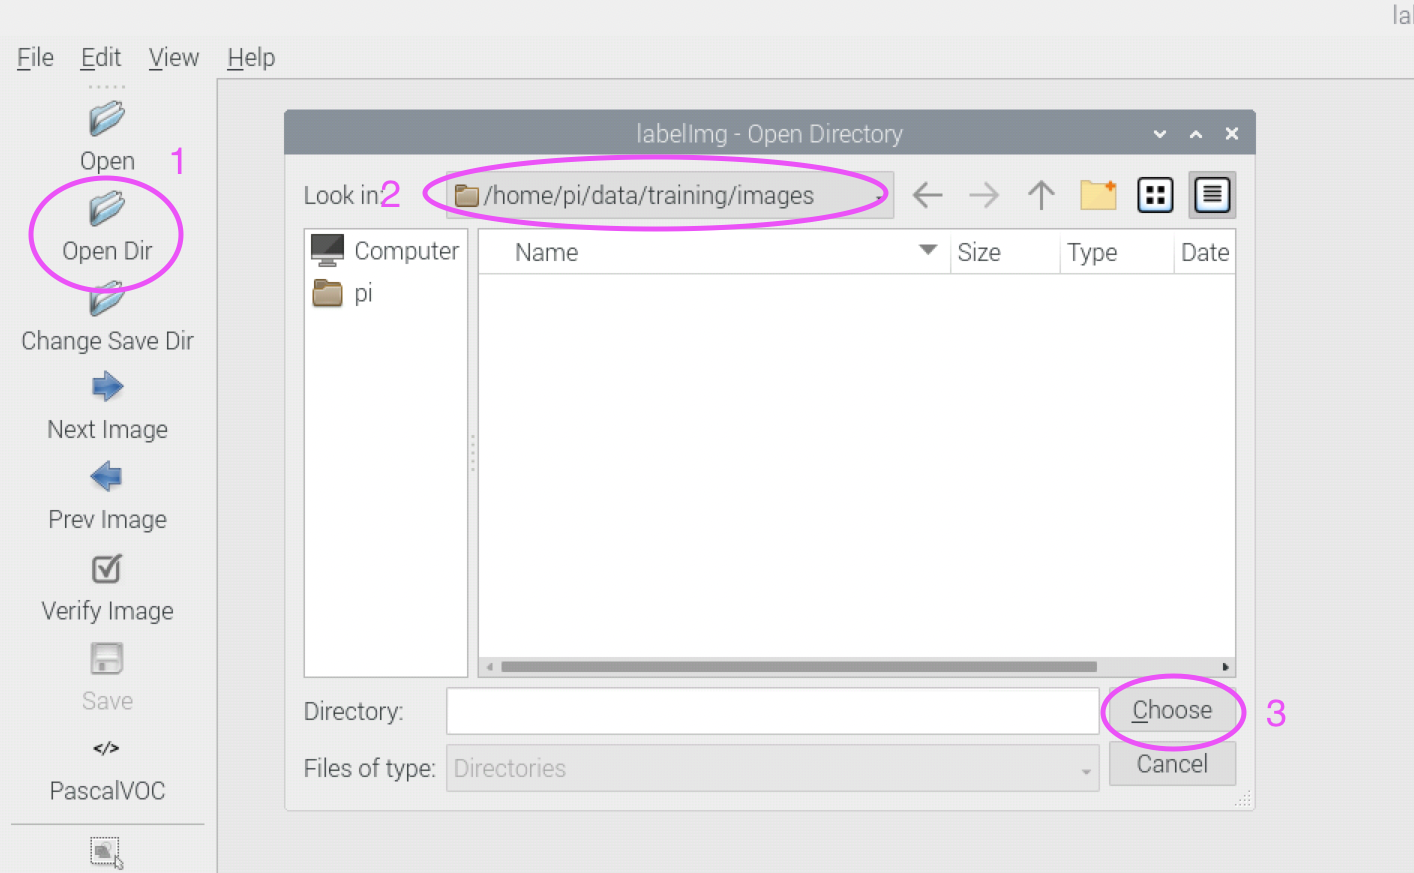 File Edit View Help
Open 1
Open Dir
Change Save Dir
Next Image
Prev Image
Verify Image
Save
</>
PascalVOC
labelImg - Open Directory
Look in: 2 /home/pi/data/training/images
Computer
pi
Name Size Type Date
Directory: Choose 3
Files of type: Directories Cancel